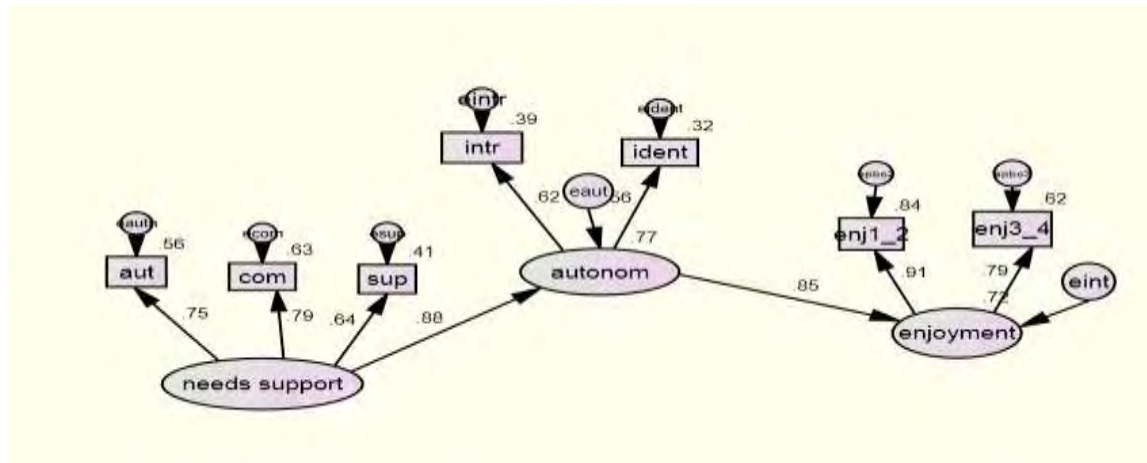 eintr
.39
intr
eident
.32
ident
.62
eaut
.56
.77
autonom
eauth
.56
aut
ecom
.63
com
esup
.41
sup
.75
.79
.64
.88
needs support
.84
enj1_2
.62
enj3_4
.91
.79
.72
eint
.85
enjoyment